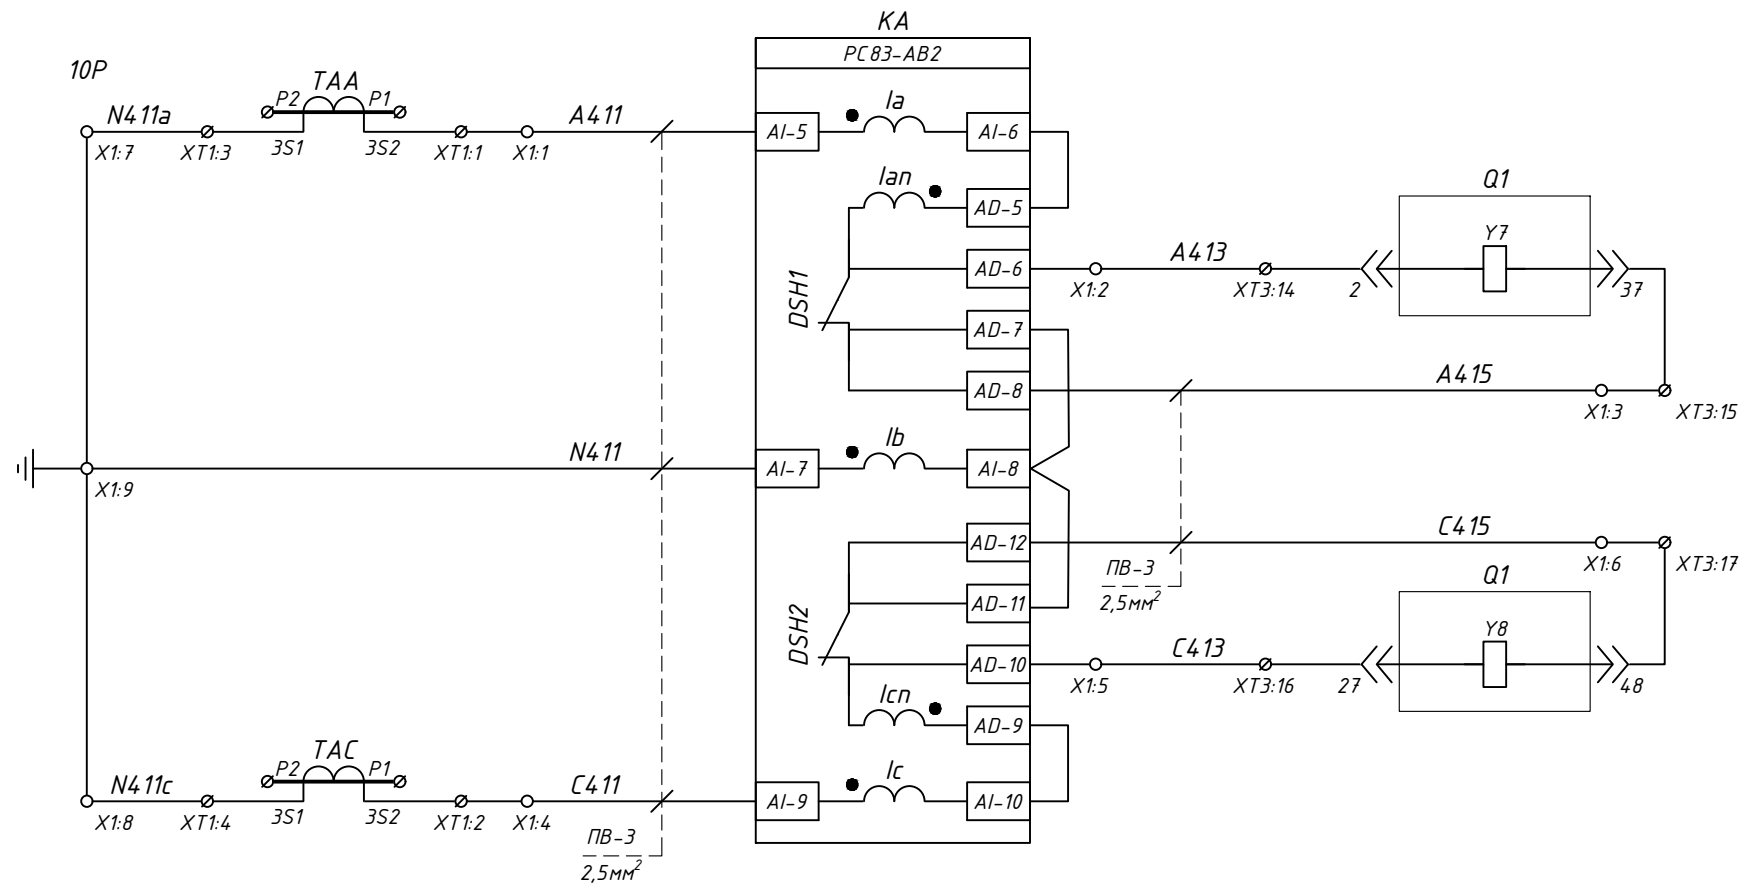 KA
РС83-АВ2
10P
TAA
P2
P1
N411a
A411
X1:7
XT1:3
3S1
3S2
XT1:1
X1:1
AI-5
Ia
AI-6
Ian
AD-5
Q1
Y7
DSH1
AD-6
A413
X1:2
XT3:14
2
37
AD-7
AD-8
A415
X1:3
XT3:15
N411
X1:9
AI-7
Ib
AI-8
AD-12
C415
X1:6
XT3:17
ПВ-3
2,5мм²
Q1
Y8
DSH2
AD-11
AD-10
C413
X1:5
XT3:16
27
48
Icn
AD-9
TAC
P2
P1
N411c
C411
X1:8
XT1:4
3S1
3S2
XT1:2
X1:4
AI-9
Ic
AI-10
ПВ-3
2,5мм²